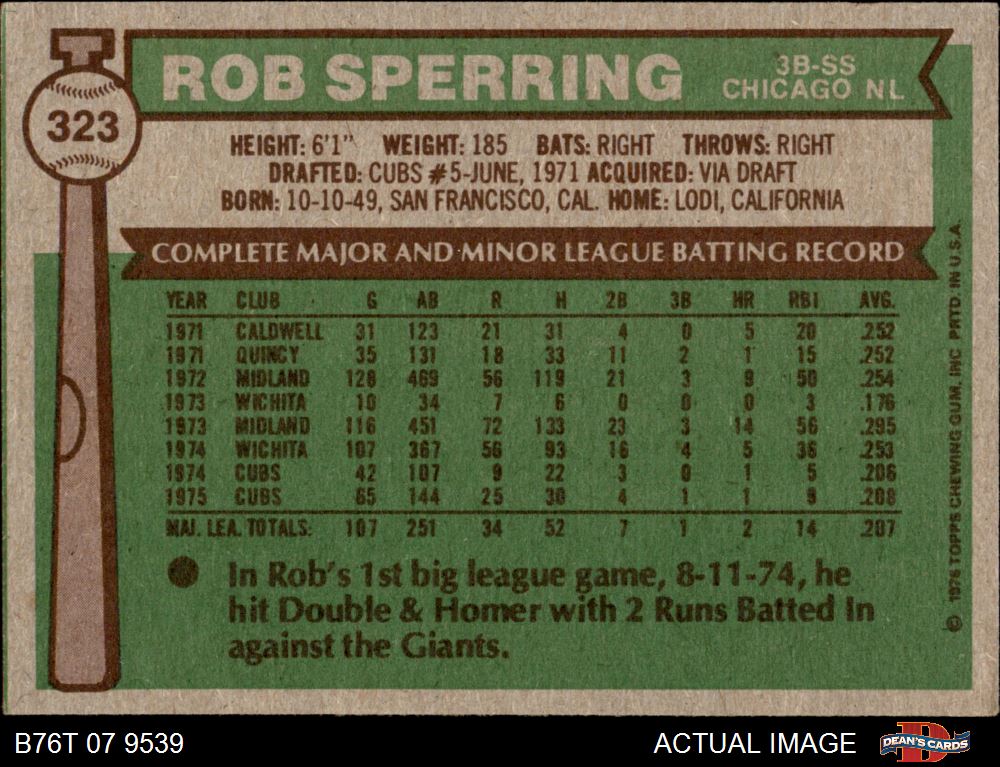 ROB SPERRING
3B-SS
CHICAGO NL
323
HEIGHT: 6'1" WEIGHT: 185 BATS: RIGHT THROWS: RIGHT
DRAFTED: CUBS #5-JUNE, 1971 ACQUIRED: VIA DRAFT
BORN: 10-10-49, SAN FRANCISCO, CAL. HOME: LODI, CALIFORNIA
COMPLETE MAJOR AND MINOR LEAGUE BATTING RECORD
YEAR CLUB G AB R H 2B 3B HR RBI AVG.
1971 CALDWELL 31 123 21 31 4 0 5 20 .252
1971 QUINCY 35 131 18 33 11 2 1 15 .252
1972 MIDLAND 128 469 56 119 21 3 9 50 .254
1973 WICHITA 10 34 7 6 0 0 0 3 .176
1973 MIDLAND 116 451 72 133 23 3 14 56 .295
1974 WICHITA 107 367 56 93 16 4 5 36 .253
1974 CUBS 42 107 9 22 3 0 1 5 .206
1975 CUBS 65 144 25 30 4 1 1 9 .208
MAJ. LEA. TOTALS: 107 251 34 52 7 1 2 14 .207
In Rob's 1st big league game, 8-11-74, he
hit Double & Homer with 2 Runs Batted In
against the Giants.
© 1976 TOPPS CHEWING GUM, INC PRTD. IN U.S.A.
B76T 07 9539
ACTUAL IMAGE
DEAN'S CARDS